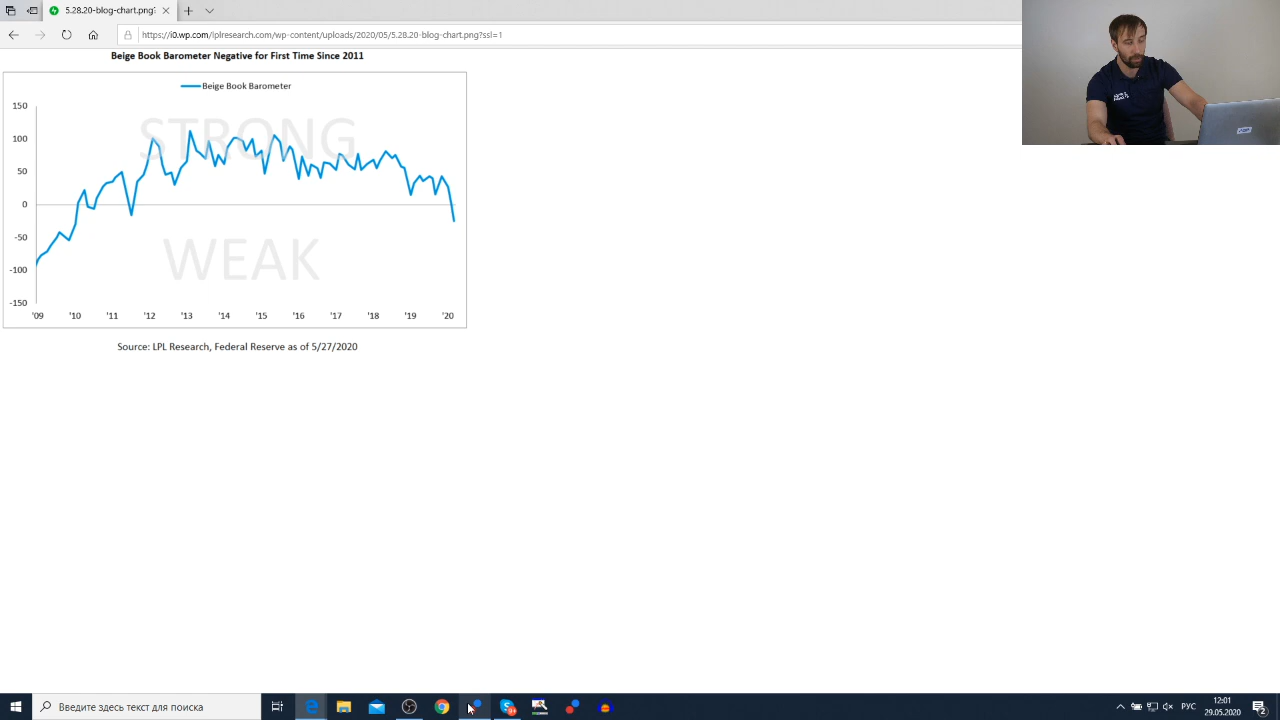 5.28.20-blog-chart.png?
https://i0.wp.com/lplresearch.com/wp-content/uploads/2020/05/5.28.20-blog-chart.png?ssl=1
Beige Book Barometer Negative for First Time Since 2011
Beige Book Barometer
STRONG
WEAK
150
100
50
0
-50
-100
-150
'09 '10 '11 '12 '13 '14 '15 '16 '17 '18 '19 '20
Source: LPL Research, Federal Reserve as of 5/27/2020
Введите здесь текст для поиска
РУС
12:01
29.05.2020
2